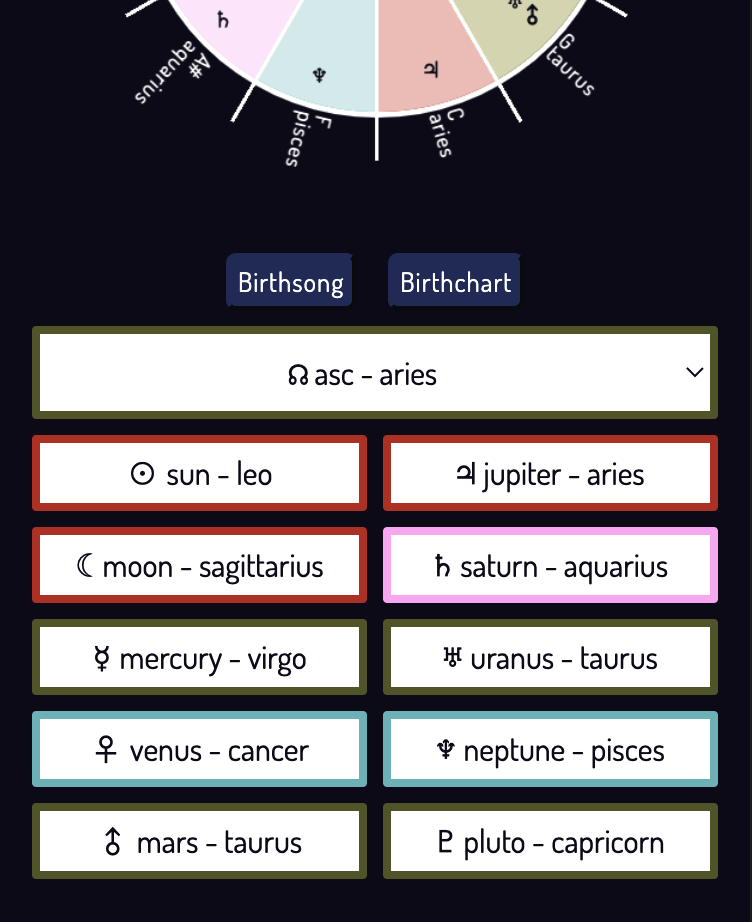 ♄
♆
♃
♅
⚦
A#
aquarius
F
pisces
C
aries
G
taurus
Birthsong
Birthchart
☊ asc - aries
☉ sun - leo
♃ jupiter - aries
☾ moon - sagittarius
♄ saturn - aquarius
☿ mercury - virgo
♅ uranus - taurus
♀ venus - cancer
♆ neptune - pisces
⚦ mars - taurus
♇ pluto - capricorn